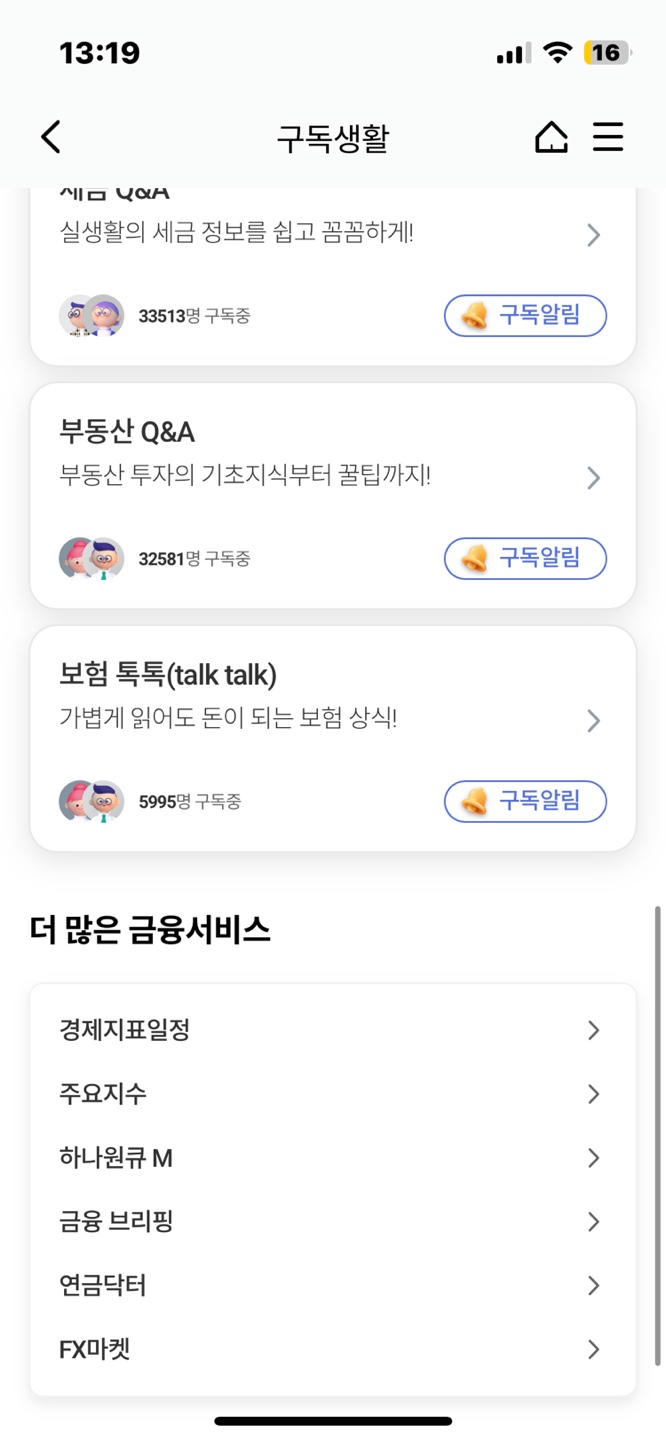 13:19
16
구독생활
세금 Q&A
실생활의 세금 정보를 쉽고 꼼꼼하게!
33513명 구독중
구독알림
부동산 Q&A
부동산 투자의 기초지식부터 꿀팁까지!
32581명 구독중
구독알림
보험 톡톡(talk talk)
가볍게 읽어도 돈이 되는 보험 상식!
5995명 구독중
구독알림
더 많은 금융서비스
경제지표일정
주요지수
하나원큐 M
금융 브리핑
연금닥터
FX마켓